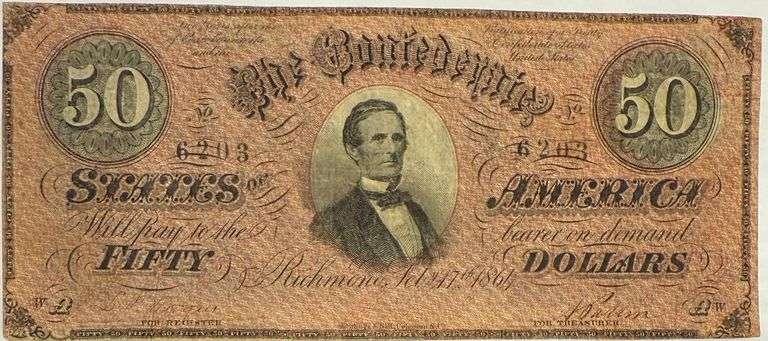 50 The Confederate 50
No No
6203 6203
STATES OF AMERICA
Will pay to the bearer on demand
FIFTY DOLLARS
Richmond, Feb. 17th 1864
W £ £ W
FOR REGISTER FOR TREASURER